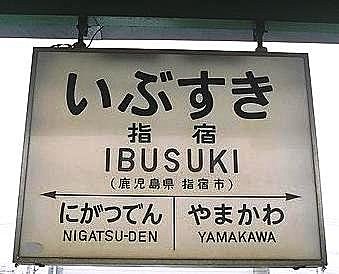 いぶすき
指宿
IBUSUKI
(鹿児島県 指宿市)
にがつでん やまかわ
NIGATSU-DEN YAMAKAWA